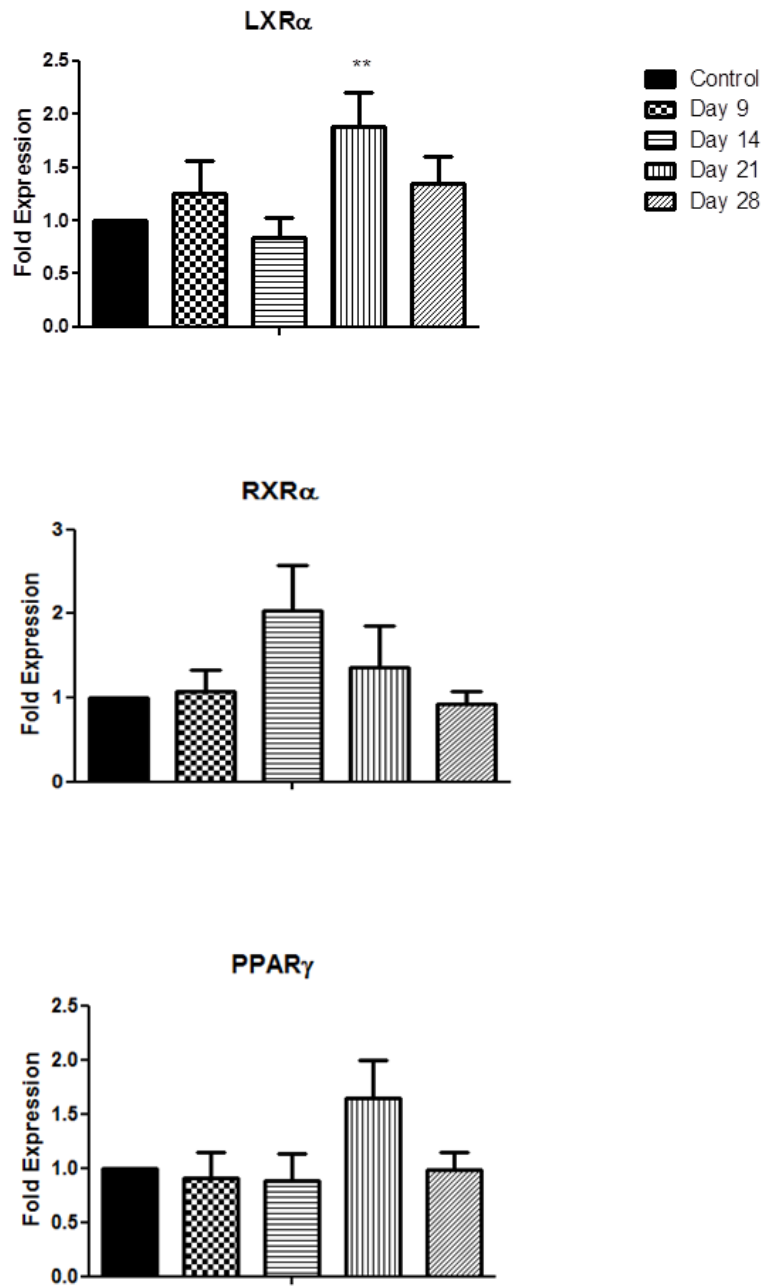 LXRα
Fold Expression
2.5
**
2.0
1.5
1.0
0.5
0.0
Control
Day 9
Day 14
Day 21
Day 28
RXRα
Fold Expression
3
2
1
0
PPARγ
Fold Expression
2.5
2.0
1.5
1.0
0.5
0.0